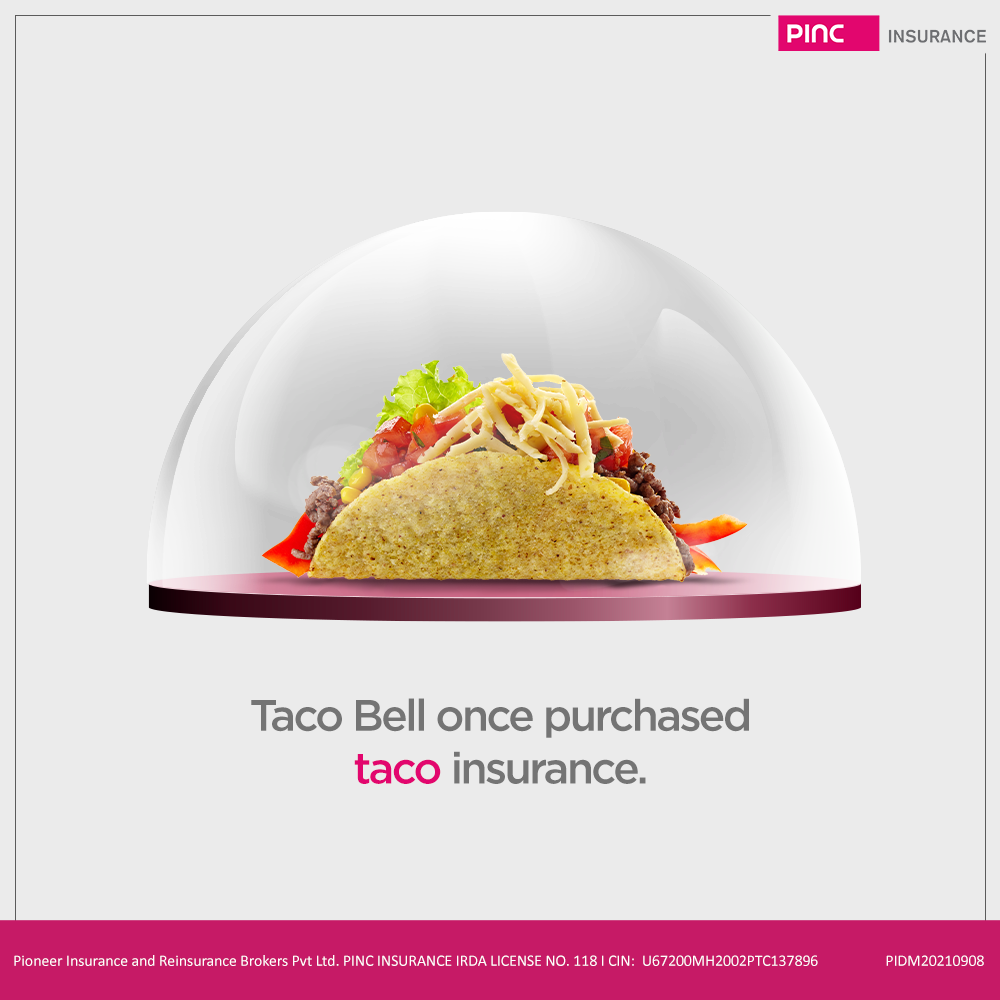 PINC INSURANCE
Taco Bell once purchased
taco insurance.
Pioneer Insurance and Reinsurance Brokers Pvt Ltd. PINC INSURANCE IRDA LICENSE NO. 118 I CIN: U67200MH2002PTC137896 PIDM20210908